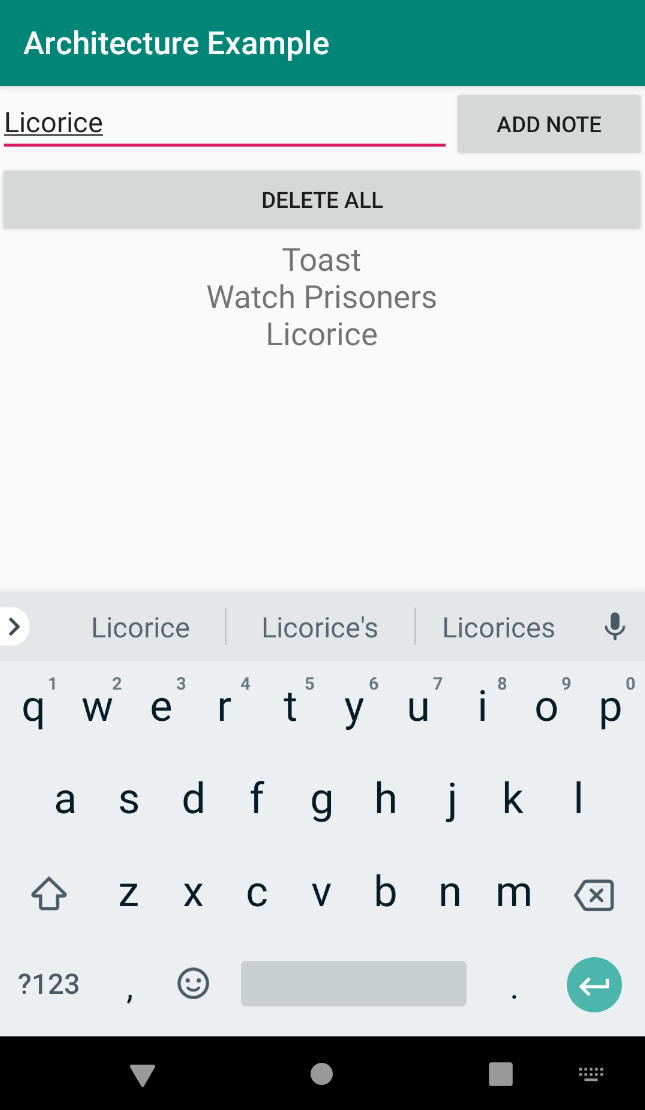 Architecture Example
Licorice
ADD NOTE
DELETE ALL
Toast
Watch Prisoners
Licorice
Licorice Licorice's Licorices
1 2 3 4 5 6 7 8 9 0
q w e r t y u i o p
a s d f g h j k l
z x c v b n m
?123 , .